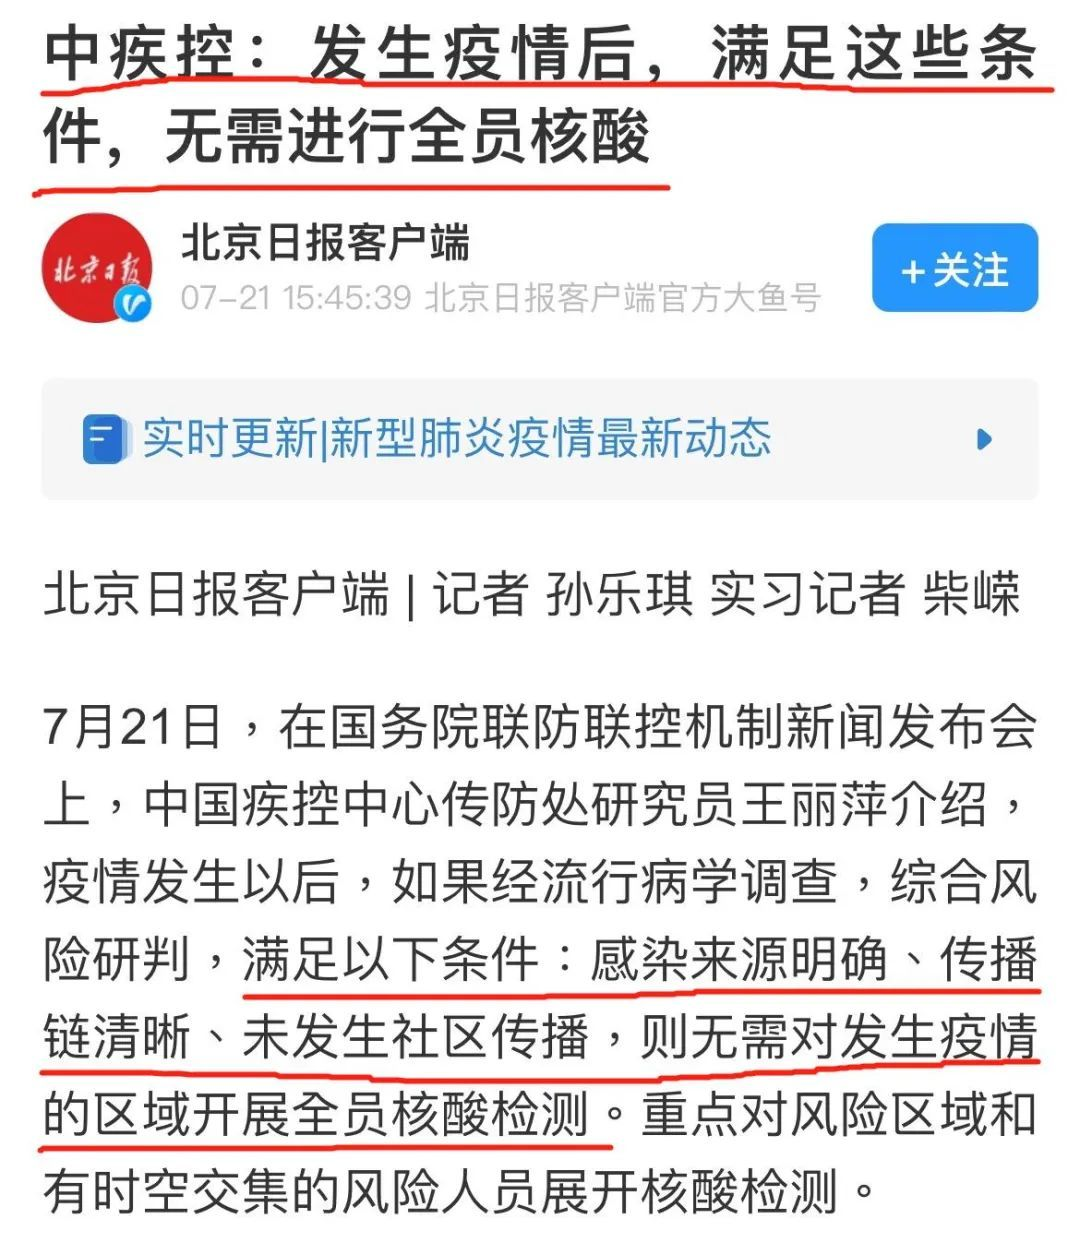 中疾控：发生疫情后，满足这些条
件，无需进行全员核酸
北京日报
北京日报客户端
07-21 15:45:39 北京日报客户端官方大鱼号
+关注
实时更新|新型肺炎疫情最新动态
北京日报客户端 | 记者 孙乐琪 实习记者 柴嵘
7月21日，在国务院联防联控机制新闻发布会
上，中国疾控中心传防处研究员王丽萍介绍，
疫情发生以后，如果经流行病学调查，综合风
险研判，满足以下条件：感染来源明确、传播
链清晰、未发生社区传播，则无需对发生疫情
的区域开展全员核酸检测。重点对风险区域和
有时空交集的风险人员展开核酸检测。